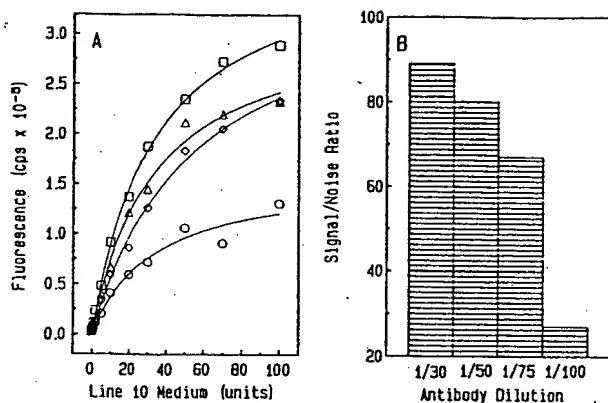 A
3.0
2.5
2.0
1.5
1.0
0.5
0.0
Fluorescence (cps x 10⁻⁵)
0 20 40 60 80 100
Line 10 Medium (units)
B
100
80
60
40
20
Signal/Noise Ratio
1/30 1/50 1/75 1/100
Antibody Dilution